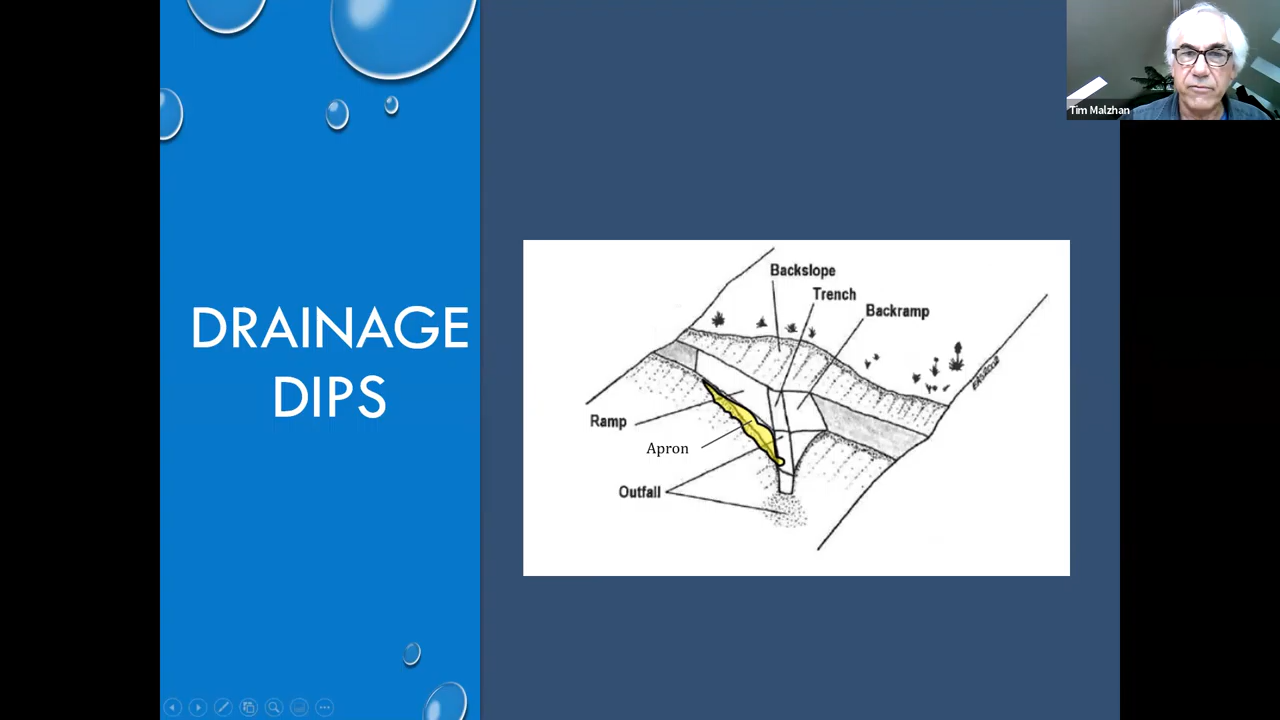 Tim Malzhan
DRAINAGE
DIPS
Backslope
Trench
Backramp
Ramp
Apron
Outfall